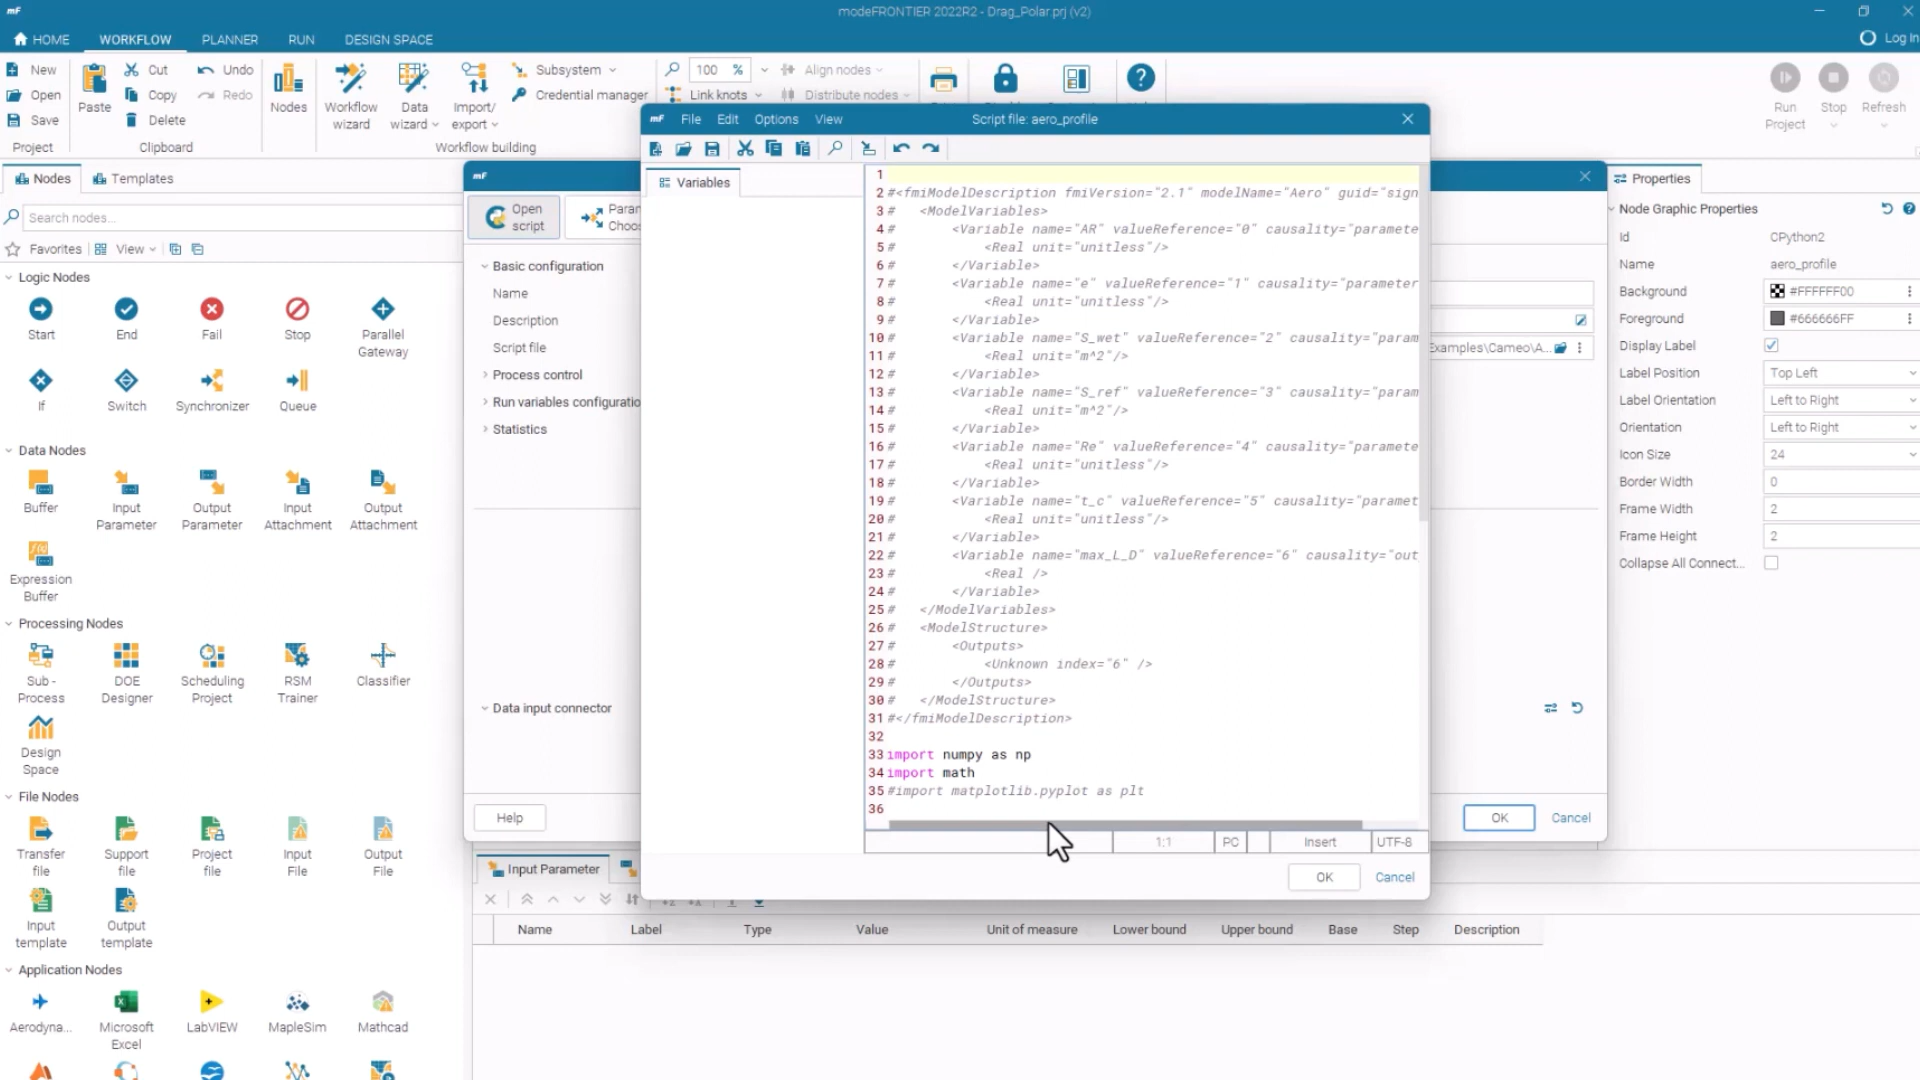 mF
modeFRONTIER 2022R2 - Drag_Polar.prj (v2)
HOME
WORKFLOW
PLANNER
RUN
DESIGN SPACE
Log In
New
Open
Save
Project
Paste
Cut
Copy
Delete
Undo
Redo
Clipboard
Nodes
Workflow wizard
Data wizard
Import/ export
Workflow building
Subsystem
Credential manager
100 %
Link knots
Align nodes
Distribute nodes
Run Project
Stop
Refresh
Nodes
Templates
Search nodes...
Favorites
View
Logic Nodes
Start
End
Fail
Stop
Parallel Gateway
If
Switch
Synchronizer
Queue
Data Nodes
Buffer
Input Parameter
Output Parameter
Input Attachment
Output Attachment
Expression Buffer
Processing Nodes
Sub - Process
DOE Designer
Scheduling Project
RSM Trainer
Classifier
Design Space
File Nodes
Transfer file
Support file
Project file
Input File
Output File
Input template
Output template
Application Nodes
Aerodyna...
Microsoft Excel
LabVIEW
MapleSim
Mathcad
mF
Open script
Param
Choo
Basic configuration
Name
Description
Script file
Process control
Run variables configuratio
Statistics
Data input connector
Help
Examples\Cameo\A...
OK
Cancel
mF
File
Edit
Options
View
Script file: aero_profile
Variables
1
2 #<fmiModelDescription fmiVersion="2.1" modelName="Aero" guid="sign
3 # <ModelVariables>
4 # <Variable name="AR" valueReference="0" causality="paramete
5 # <Real unit="unitless"/>
6 # </Variable>
7 # <Variable name="e" valueReference="1" causality="parameter
8 # <Real unit="unitless"/>
9 # </Variable>
10 # <Variable name="S_wet" valueReference="2" causality="param
11 # <Real unit="m^2"/>
12 # </Variable>
13 # <Variable name="S_ref" valueReference="3" causality="param
14 # <Real unit="m^2"/>
15 # </Variable>
16 # <Variable name="Re" valueReference="4" causality="paramete
17 # <Real unit="unitless"/>
18 # </Variable>
19 # <Variable name="t_c" valueReference="5" causality="paramet
20 # <Real unit="unitless"/>
21 # </Variable>
22 # <Variable name="max_L_D" valueReference="6" causality="out
23 # <Real />
24 # </Variable>
25 # </ModelVariables>
26 # <ModelStructure>
27 # <Outputs>
28 # <Unknown index="6" />
29 # </Outputs>
30 # </ModelStructure>
31 #</fmiModelDescription>
32
33 import numpy as np
34 import math
35 #import matplotlib.pyplot as plt
36
1:1
PC
Insert
UTF-8
OK
Cancel
Input Parameter
Name
Label
Type
Value
Unit of measure
Lower bound
Upper bound
Base
Step
Description
Properties
Node Graphic Properties
Id CPython2
Name aero_profile
Background #FFFFFF00
Foreground #666666FF
Display Label
Label Position Top Left
Label Orientation Left to Right
Orientation Left to Right
Icon Size 24
Border Width 0
Frame Width 2
Frame Height 2
Collapse All Connect...